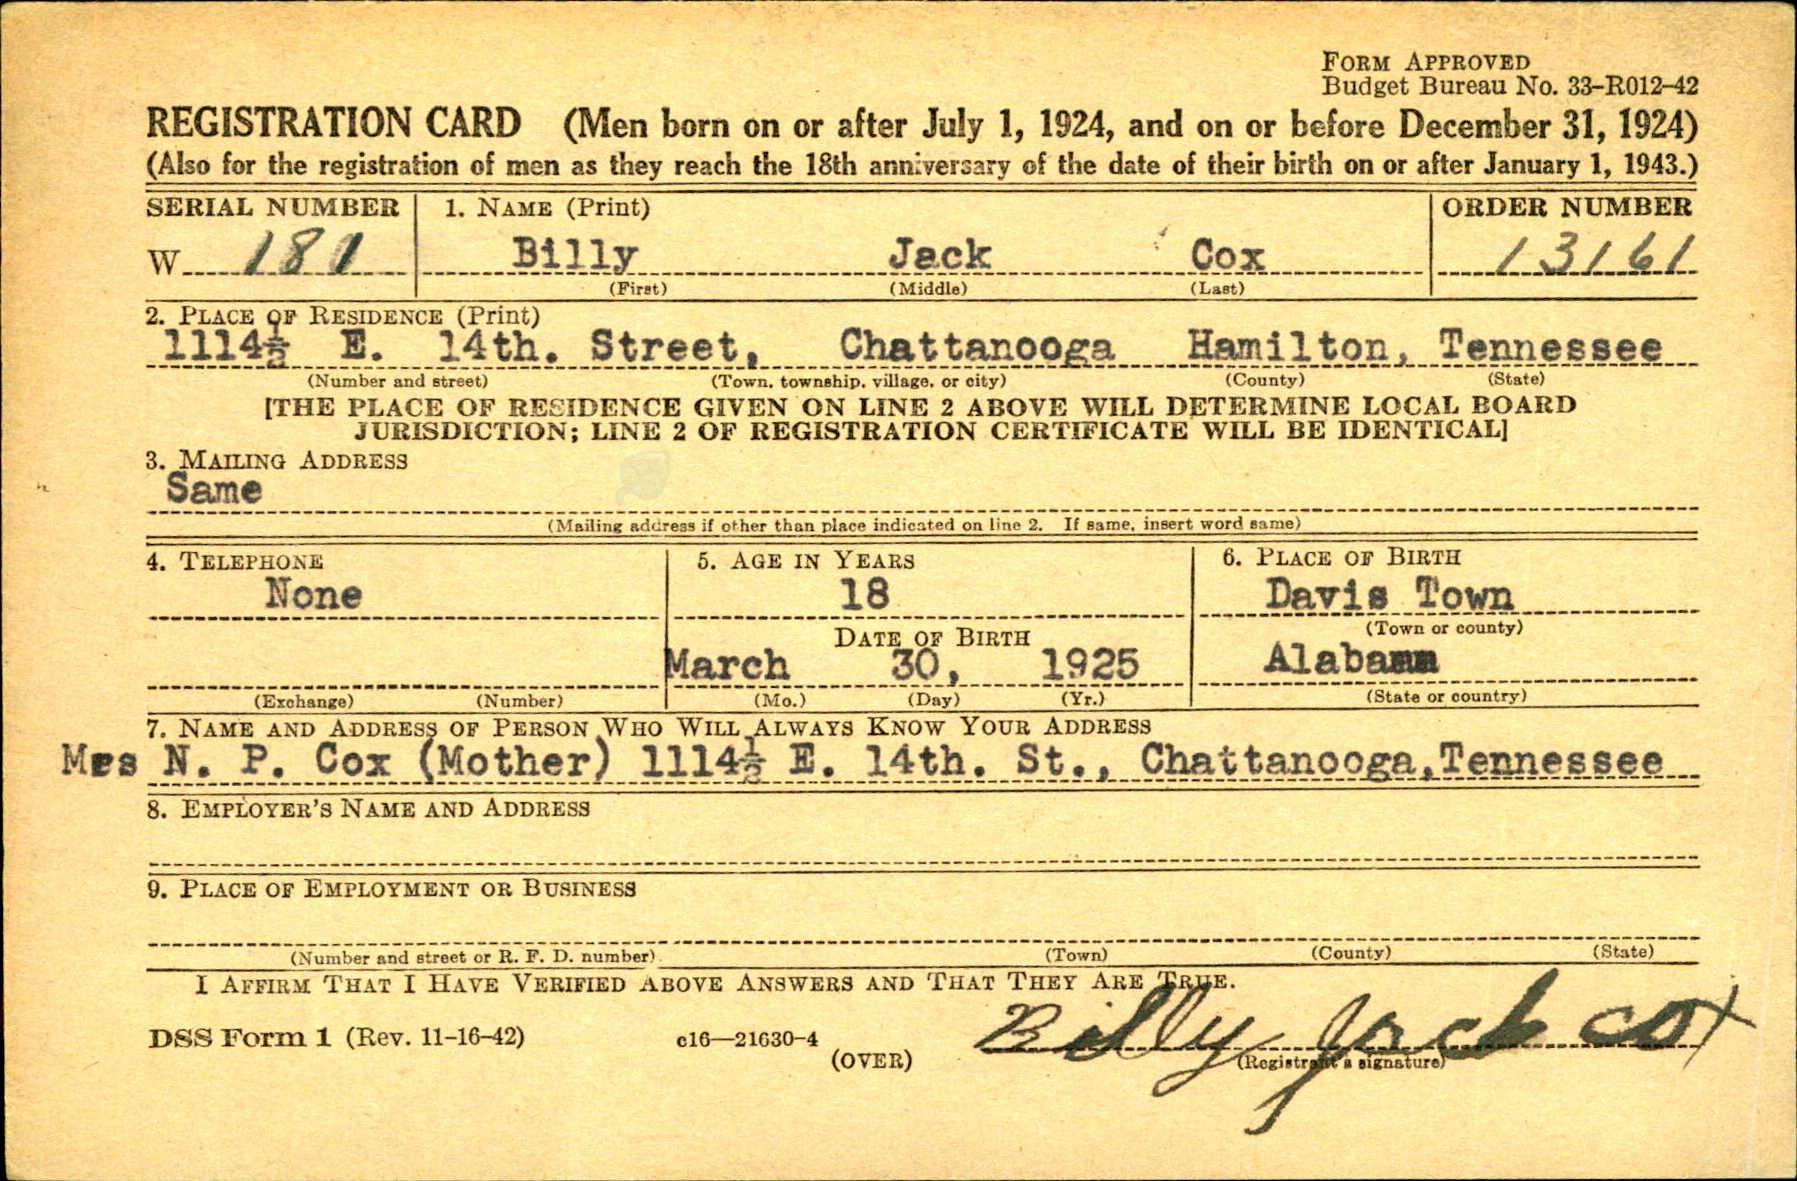 FORM APPROVED
Budget Bureau No. 33-R012-42
REGISTRATION CARD (Men born on or after July 1, 1924, and on or before December 31, 1924)
(Also for the registration of men as they reach the 18th anniversary of the date of their birth on or after January 1, 1943.)
SERIAL NUMBER 1. NAME (Print) ORDER NUMBER
W 181 Billy Jack Cox 13161
(First) (Middle) (Last)
2. PLACE OF RESIDENCE (Print)
1114½ E. 14th. Street, Chattanooga Hamilton, Tennessee
(Number and street) (Town, township, village, or city) (County) (State)
[THE PLACE OF RESIDENCE GIVEN ON LINE 2 ABOVE WILL DETERMINE LOCAL BOARD
JURISDICTION; LINE 2 OF REGISTRATION CERTIFICATE WILL BE IDENTICAL]
3. MAILING ADDRESS
Same
(Mailing address if other than place indicated on line 2. If same, insert word same)
4. TELEPHONE 5. AGE IN YEARS 6. PLACE OF BIRTH
None 18 Davis Town
(Town or county)
DATE OF BIRTH
March 30, 1925 Alabama
(Exchange) (Number) (Mo.) (Day) (Yr.) (State or country)
7. NAME AND ADDRESS OF PERSON WHO WILL ALWAYS KNOW YOUR ADDRESS
Mrs N. P. Cox (Mother) 1114½ E. 14th. St., Chattanooga,Tennessee
8. EMPLOYER'S NAME AND ADDRESS
9. PLACE OF EMPLOYMENT OR BUSINESS
(Number and street or R. F. D. number) (Town) (County) (State)
I AFFIRM THAT I HAVE VERIFIED ABOVE ANSWERS AND THAT THEY ARE TRUE.
DSS Form 1 (Rev. 11-16-42) c16—21630-4
(OVER)
Billy Jack Cox
(Registrant's signature)